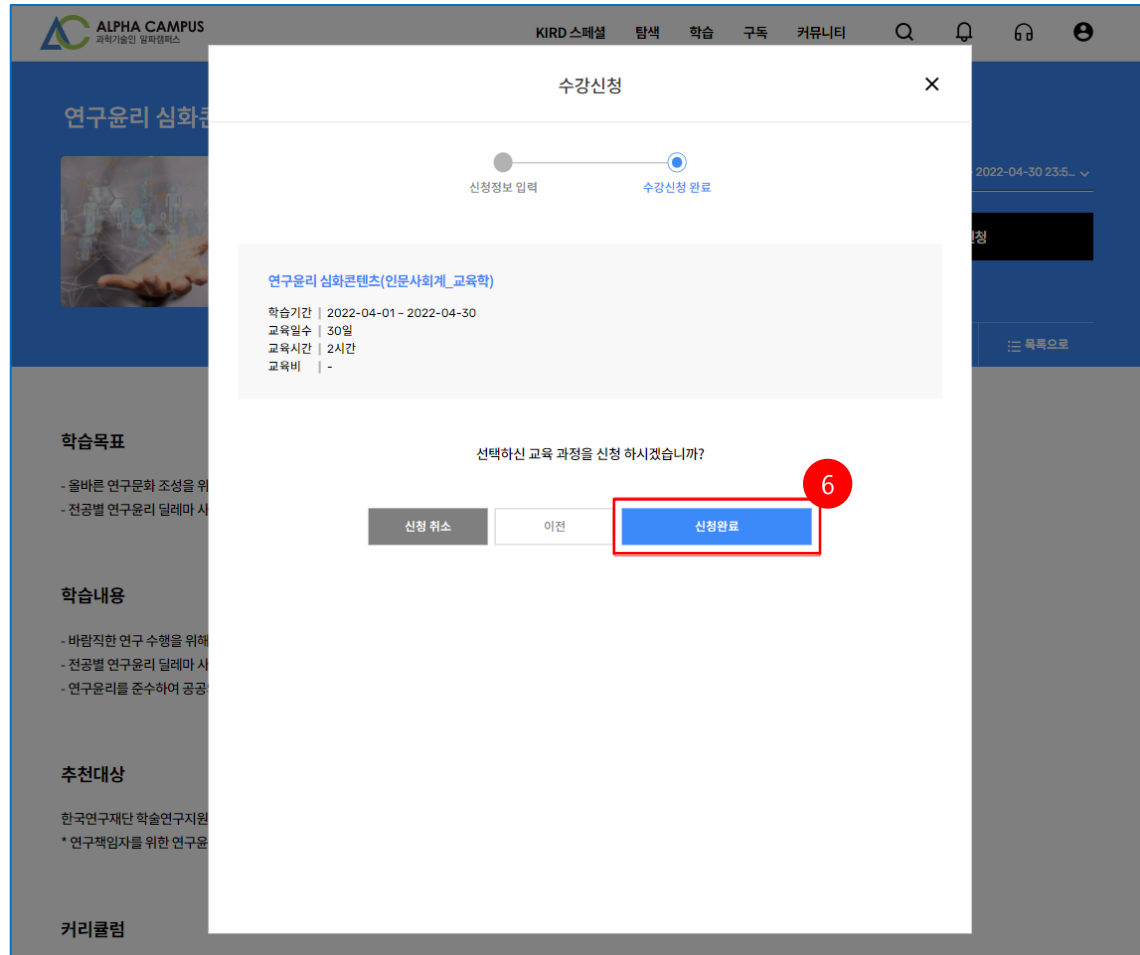 ALPHA CAMPUS
과학기술인 알파캠퍼스
KIRD 스페셜 탐색 학습 구독 커뮤니티
수강신청
연구윤리 심화
신청정보 입력 수강신청 완료
2022-04-30 23:5...
신청
연구윤리 심화콘텐츠(인문사회계_교육학)
학습기간 | 2022-04-01 ~ 2022-04-30
교육일수 | 30일
교육시간 | 2시간
교육비 | -
목록으로
학습목표
선택하신 교육 과정을 신청 하시겠습니까?
- 올바른 연구문화 조성을 위
- 전공별 연구윤리 딜레마 사
6
신청 취소 이전 신청완료
학습내용
- 바람직한 연구 수행을 위해
- 전공별 연구윤리 딜레마 사
- 연구윤리를 준수하여 공공
추천대상
한국연구재단 학술연구지원
* 연구책임자를 위한 연구윤
커리큘럼